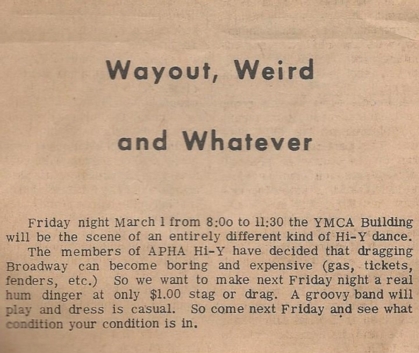 Wayout, Weird
and Whatever
Friday night March 1 from 8:0o to 11;30 the YMCA Building
will be the scene of an entirely different kind of Hi-Y dance.
The members of APHA Hi-Y have decided that dragging
Broadway can become boring and expensive (gas, tickets,
fenders, etc.) So we want to make next Friday night a real
hum dinger at only $1.00 stag or drag. A groovy band will
play and dress is casual. So come next Friday and see what
condition your condition is in.